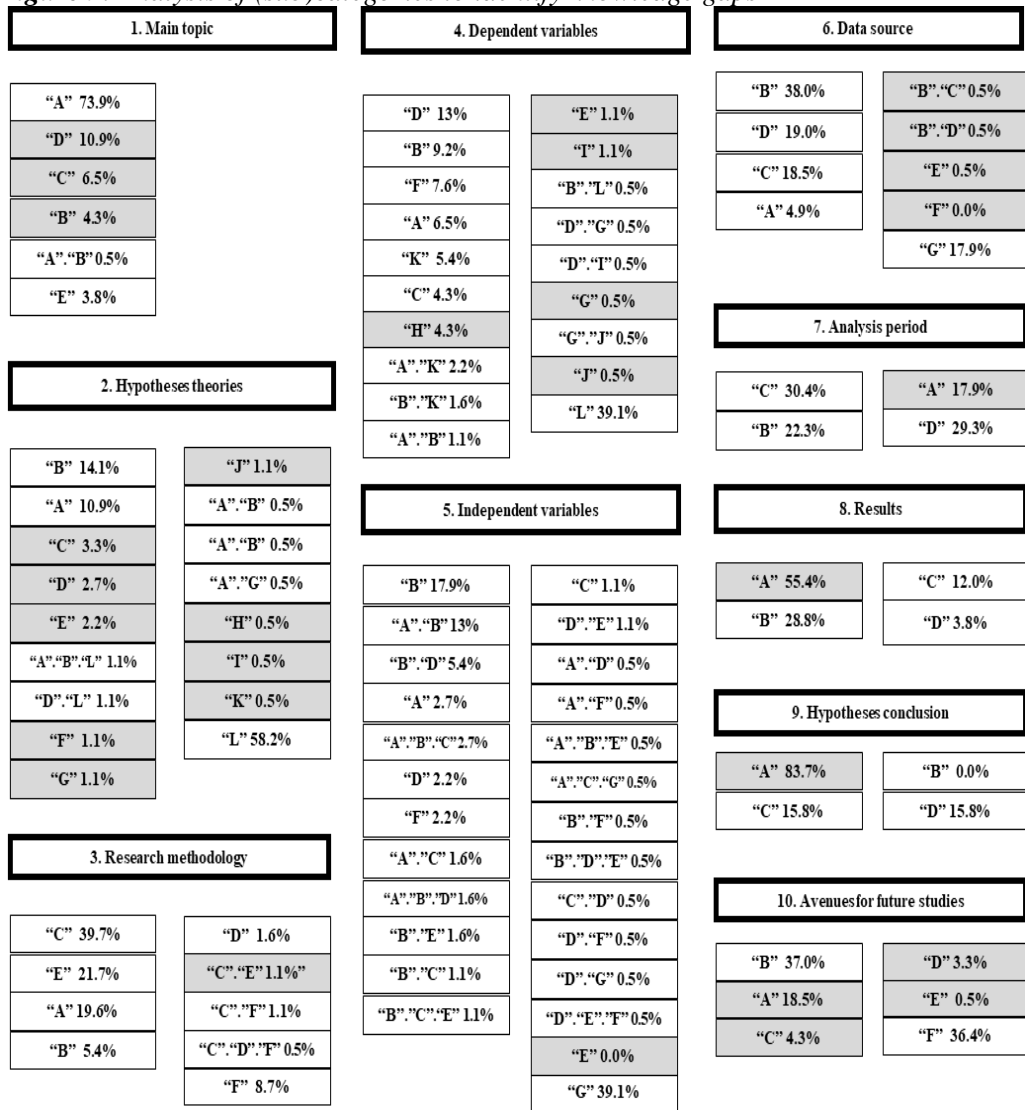 Analysis of (sub)categories to identify knowledge gaps
1. Main topic
“A” 73.9%
“D” 10.9%
“C” 6.5%
“B” 4.3%
“A”.“B” 0.5%
“E” 3.8%
2. Hypotheses theories
“B” 14.1%
“A” 10.9%
“C” 3.3%
“D” 2.7%
“E” 2.2%
“A”.“B”.“L” 1.1%
“D”.“L” 1.1%
“F” 1.1%
“G” 1.1%
“J” 1.1%
“A”.“B” 0.5%
“A”.“B” 0.5%
“A”.”G” 0.5%
“H” 0.5%
“I” 0.5%
“K” 0.5%
“L” 58.2%
3. Research methodology
“C” 39.7%
“E” 21.7%
“A” 19.6%
“B” 5.4%
“D” 1.6%
“C”.“E” 1.1%”
“C”.”F” 1.1%
“C”.”D”.”F” 0.5%
“F” 8.7%
4. Dependent variables
“D” 13%
“B” 9.2%
“F” 7.6%
“A” 6.5%
“K” 5.4%
“C” 4.3%
“H” 4.3%
“A”.”K” 2.2%
“B”.”K” 1.6%
“A”.”B” 1.1%
“E” 1.1%
“I” 1.1%
“B”.”L” 0.5%
“D”.”G” 0.5%
“D”.”I” 0.5%
“G” 0.5%
“G”.”J” 0.5%
“J” 0.5%
“L” 39.1%
5. Independent variables
“B” 17.9%
“A”.”B” 13%
“B”.”D” 5.4%
“A” 2.7%
“A”.”B”.“C” 2.7%
“D” 2.2%
“F” 2.2%
“A”.”C” 1.6%
“A”.”B”.”D” 1.6%
“B”.”E” 1.6%
“B”.”C” 1.1%
“B”.”C”.“E” 1.1%
“C” 1.1%
“D”.”E” 1.1%
“A”.”D” 0.5%
“A”.”F” 0.5%
“A”.”B”.”E” 0.5%
“A”.”C”.“G” 0.5%
“B”.”F” 0.5%
“B”.”D”.”E” 0.5%
“C”.”D” 0.5%
“D”.”F” 0.5%
“D”.”G” 0.5%
“D”.”E”.”F” 0.5%
“E” 0.0%
“G” 39.1%
6. Data source
“B” 38.0%
“D” 19.0%
“C” 18.5%
“A” 4.9%
“B”.“C” 0.5%
“B”.“D” 0.5%
“E” 0.5%
“F” 0.0%
“G” 17.9%
7. Analysis period
“C” 30.4%
“B” 22.3%
“A” 17.9%
“D” 29.3%
8. Results
“A” 55.4%
“B” 28.8%
“C” 12.0%
“D” 3.8%
9. Hypotheses conclusion
“A” 83.7%
“C” 15.8%
“B” 0.0%
“D” 15.8%
10. Avenues for future studies
“B” 37.0%
“A” 18.5%
“C” 4.3%
“D” 3.3%
“E” 0.5%
“F” 36.4%